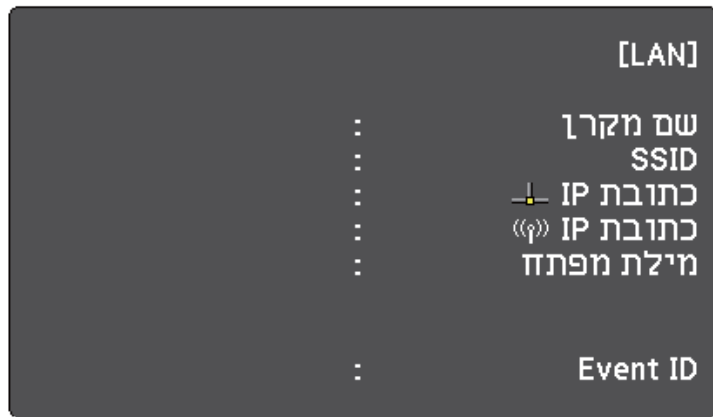 [LAN]
שם מקרן :
SSID :
כתובת IP :
כתובת IP :
מילת מפתח :
Event ID :